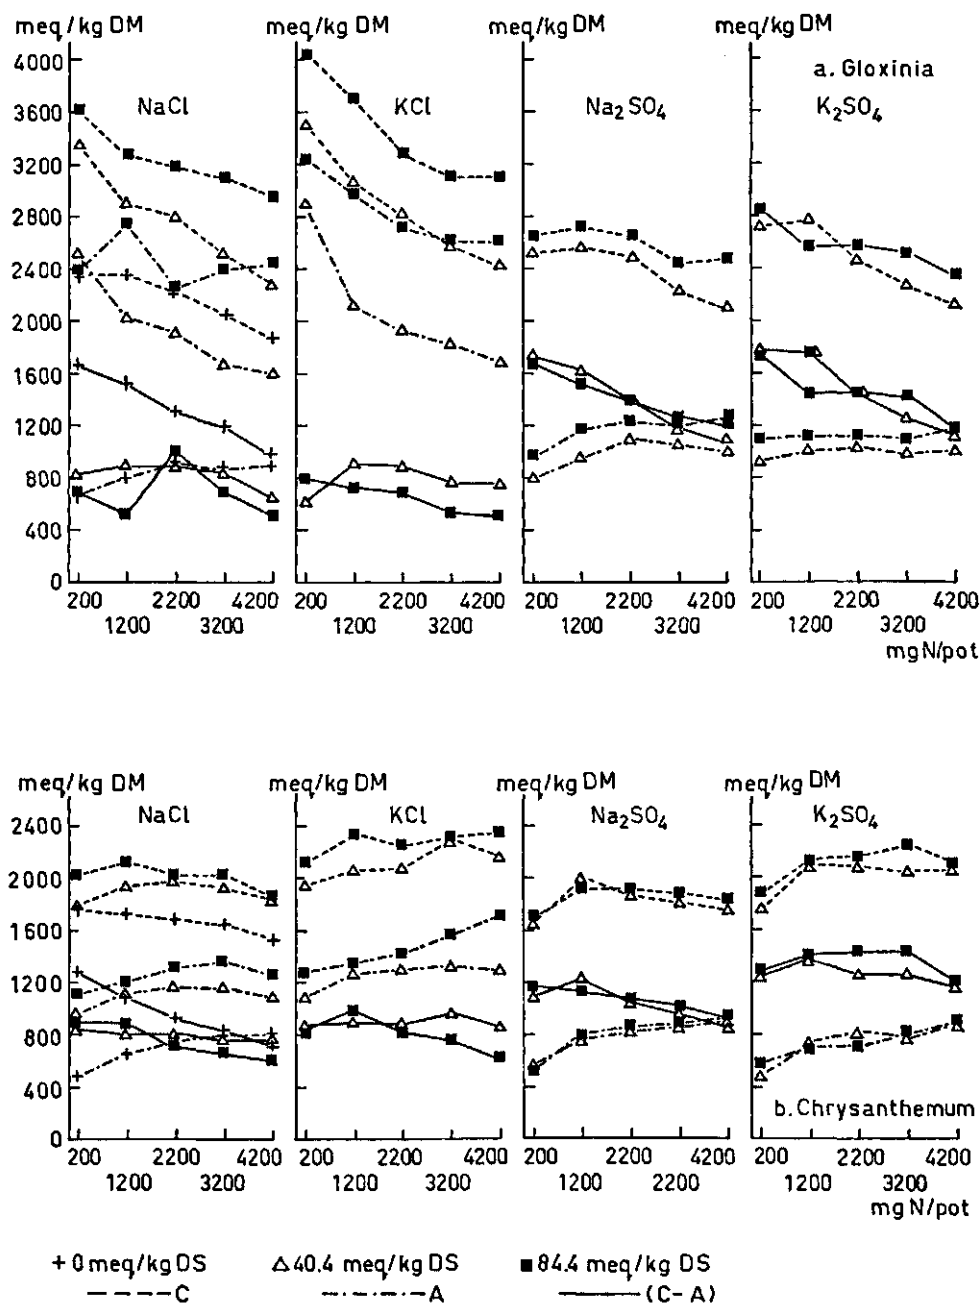 meq/kg DM meq/kg DM meq/kg DM meq/kg DM
a. Gloxinia
NaCl KCl Na₂SO₄ K₂SO₄
4000
3600
3200
2800
2400
2000
1600
1200
800
400
0
200 2200 4200 200 2200 4200 200 2200 4200 200 2200 4200
1200 3200 1200 3200 1200 3200 1200 3200
mgN/pot
meq/kg DM meq/kg DM meq/kg DM meq/kg DM
NaCl KCl Na₂SO₄ K₂SO₄
2400
2000
1600
1200
800
400
0
b. Chrysanthemum
200 2200 4200 200 2200 4200 200 2200 4200 200 2200 4200
1200 3200 1200 3200 1200 2200 1200 3200
mgN/pot
+ 0 meq/kg DS △ 40.4 meq/kg DS ■ 84.4 meq/kg DS
C A (C-A)